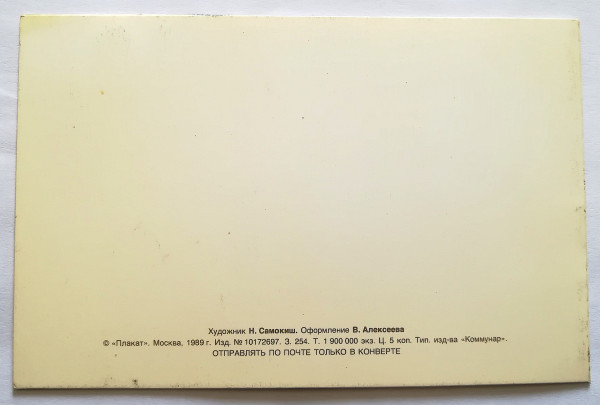 Художник Н. Самокиш. Оформление В. Алексеева
© «Плакат». Москва, 1989 г. Изд. № 10172697. З. 254. Т. 1 900 000 экз. Ц. 5 коп. Тип. изд-ва «Коммунар».
ОТПРАВЛЯТЬ ПО ПОЧТЕ ТОЛЬКО В КОНВЕРТЕ